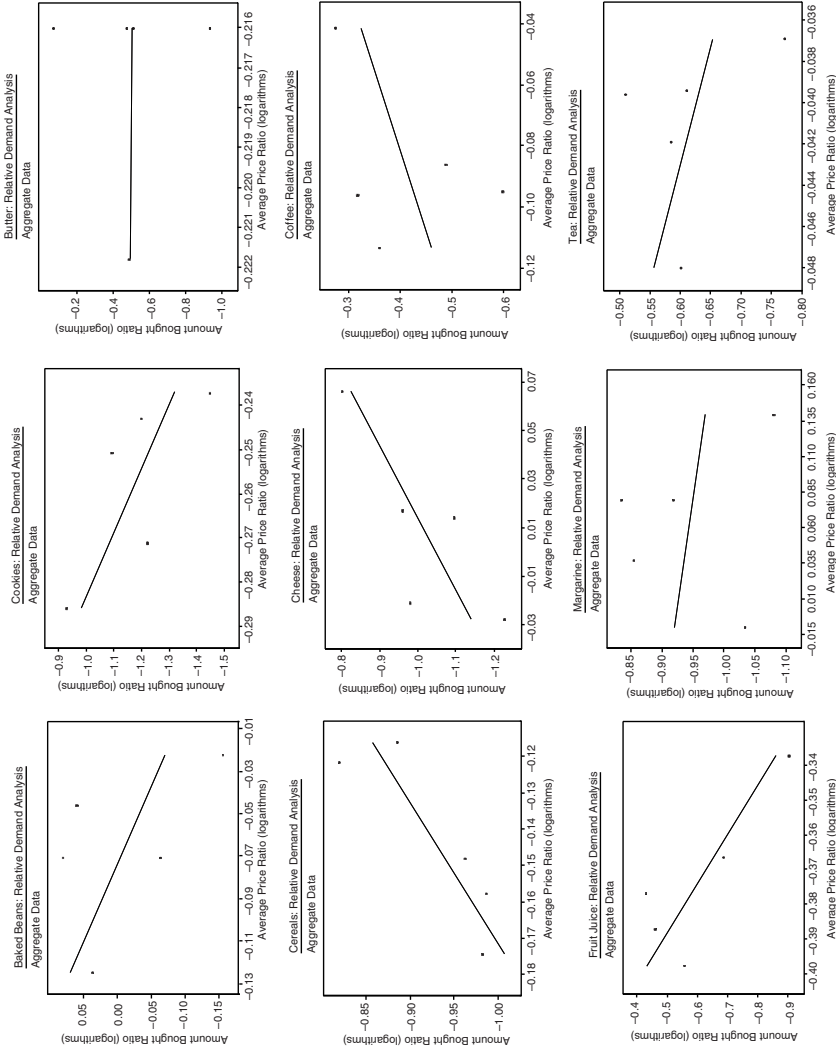 Baked Beans: Relative Demand Analysis
Aggregate Data
Amount Bought Ratio (logarithms)
0.05
0.00
–0.05
–0.10
–0.15
–0.13 –0.11 –0.09 –0.07 –0.05 –0.03 –0.01
Average Price Ratio (logarithms)
Cookies: Relative Demand Analysis
Aggregate Data
Amount Bought Ratio (logarithms)
–0.9
–1.0
–1.1
–1.2
–1.3
–1.4
–1.5
–0.29 –0.28 –0.27 –0.26 –0.25 –0.24
Average Price Ratio (logarithms)
Butter: Relative Demand Analysis
Aggregate Data
Amount Bought Ratio (logarithms)
–0.2
–0.4
–0.6
–0.8
–1.0
–0.222 –0.221 –0.220 –0.219 –0.218 –0.217 –0.216
Average Price Ratio (logarithms)
Cereals: Relative Demand Analysis
Aggregate Data
Amount Bought Ratio (logarithms)
–0.85
–0.90
–0.95
–1.00
–0.18 –0.17 –0.16 –0.15 –0.14 –0.13 –0.12
Average Price Ratio (logarithms)
Cheese: Relative Demand Analysis
Aggregate Data
Amount Bought Ratio (logarithms)
–0.8
–0.9
–1.0
–1.1
–1.2
–0.03 –0.01 0.01 0.03 0.05 0.07
Average Price Ratio (logarithms)
Coffee: Relative Demand Analysis
Aggregate Data
Amount Bought Ratio (logarithms)
–0.3
–0.4
–0.5
–0.6
–0.12 –0.10 –0.08 –0.06 –0.04
Average Price Ratio (logarithms)
Fruit Juice: Relative Demand Analysis
Aggregate Data
Amount Bought Ratio (logarithms)
–0.4
–0.5
–0.6
–0.7
–0.8
–0.9
–0.40 –0.39 –0.38 –0.37 –0.36 –0.35 –0.34
Average Price Ratio (logarithms)
Margarine: Relative Demand Analysis
Aggregate Data
Amount Bought Ratio (logarithms)
–0.85
–0.90
–0.95
–1.00
–1.05
–1.10
–0.015 0.010 0.035 0.060 0.085 0.110 0.135 0.160
Average Price Ratio (logarithms)
Tea: Relative Demand Analysis
Aggregate Data
Amount Bought Ratio (logarithms)
–0.50
–0.55
–0.60
–0.65
–0.70
–0.75
–0.80
–0.048 –0.046 –0.044 –0.042 –0.040 –0.038 –0.036
Average Price Ratio (logarithms)